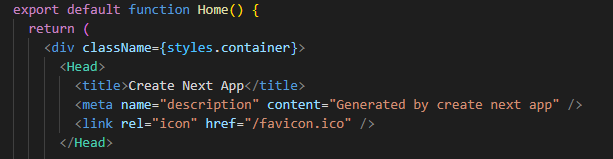 export default function Home() {
return (
<div className={styles.container}>
<Head>
<title>Create Next App</title>
<meta name="description" content="Generated by create next app" />
<link rel="icon" href="/favicon.ico" />
</Head>